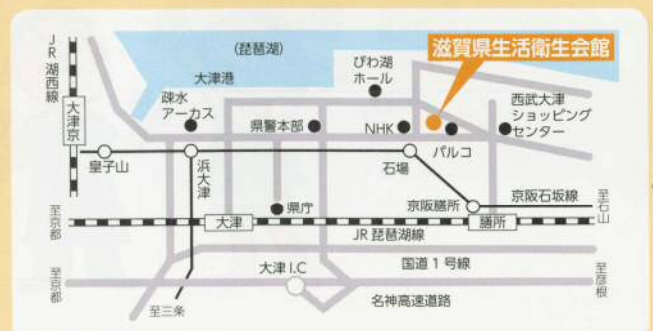 JR湖西線
大津京
(琵琶湖)
大津港
びわ湖
ホール
滋賀県生活衛生会館
疎水
アーカス
県警本部
NHK
パルコ
西武大津
ショッピング
センター
皇子山
浜大津
石場
京阪膳所
京阪石坂線
至石山
県庁
至京都
大津
JR琵琶湖線
膳所
国道1号線
大津I.C
至京都
名神高速道路
至彦根
至三条